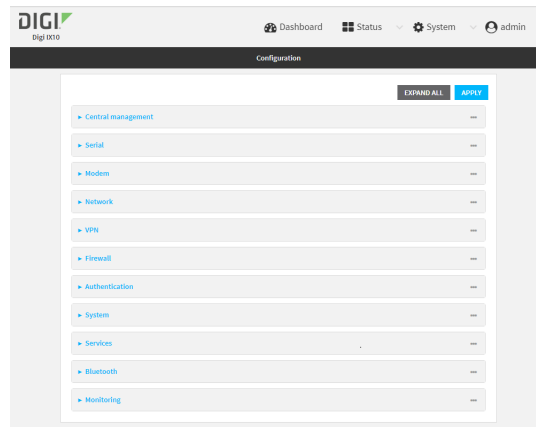 DIGI
Digi IX10
Dashboard Status System admin
Configuration
EXPAND ALL APPLY
Central management
Serial
Modem
Network
VPN
Firewall
Authentication
System
Services
Bluetooth
Monitoring